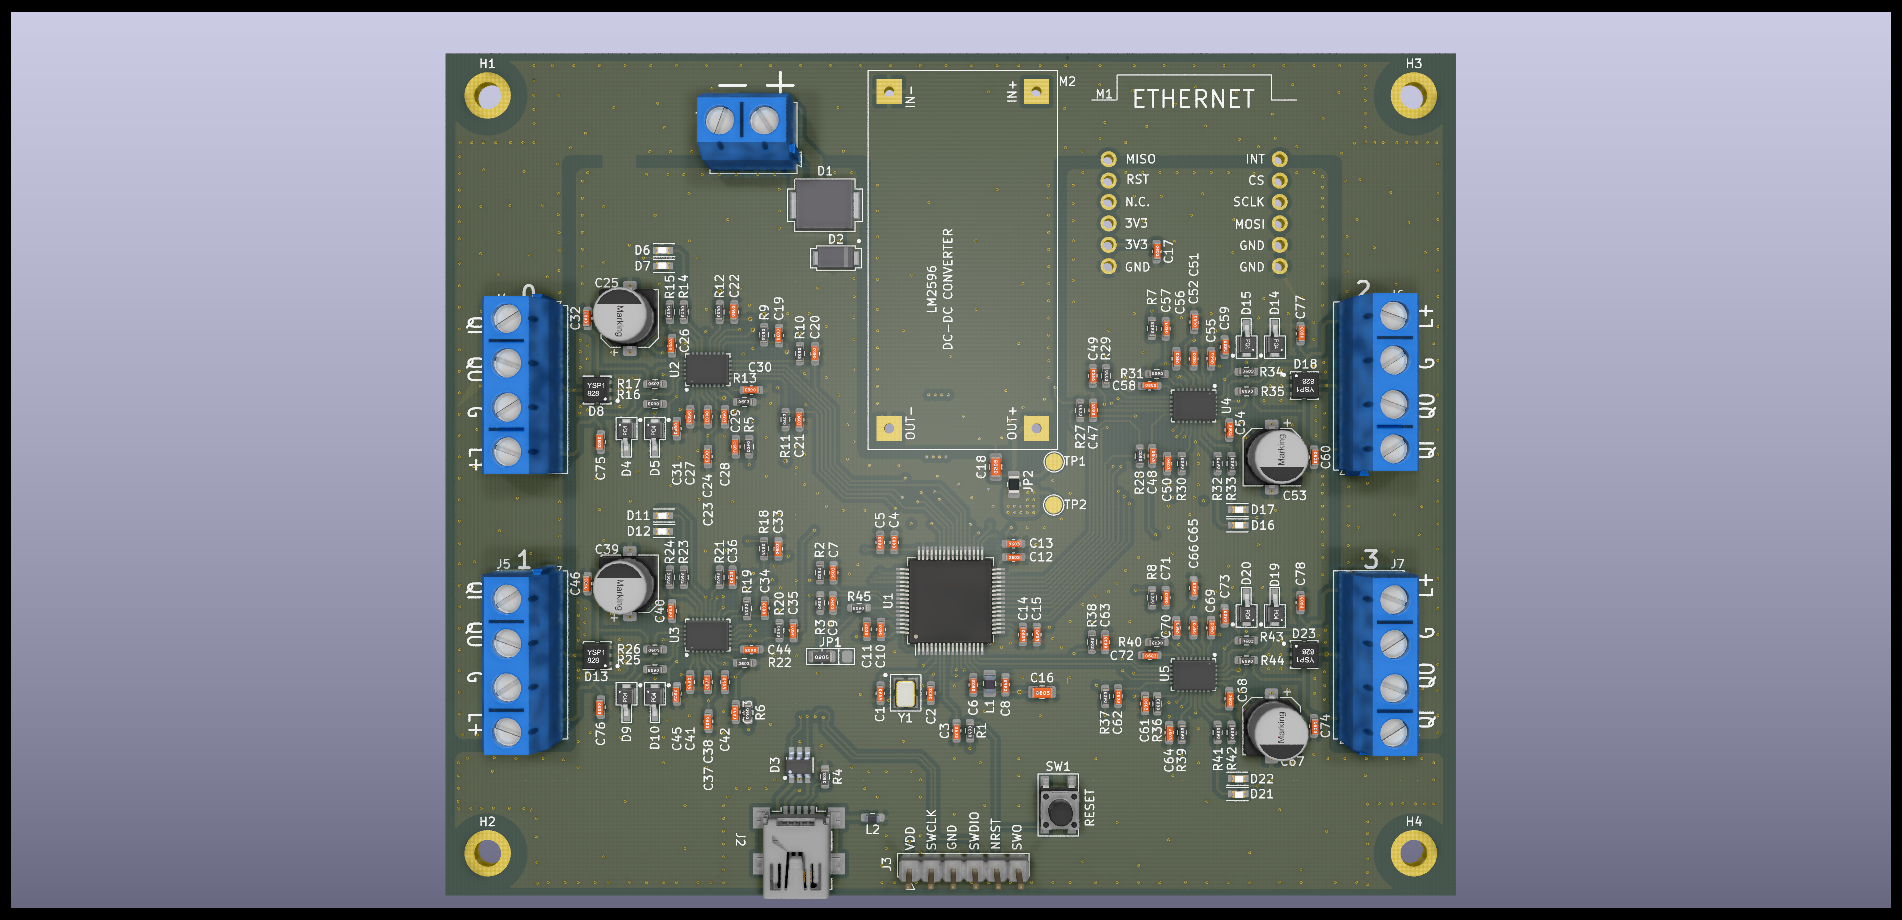 H1
H3
− +
M2
IN-
IN+
M1
ETHERNET
MISO
RST
N.C.
3V3
3V3
GND
INT
CS
SCLK
MOSI
GND
GND
C17
D1
D2
LM2596
DC-DC CONVERTER
OUT-
OUT+
D6
D7
C25
Marking
+
C32
R15
R14
R12
C22
R9
C19
R10
C20
C26
U2
C30
R13
R17
R16
YSP1
D8
C75
D4
D5
C31
C27
C24
C23
C28
C29
R5
R11
C21
0
L+
2
L+
R7
C57
C56
C52
C51
C55
C59
D15
D14
C77
C49
R29
R31
C58
R34
R35
D18
YSP1
U4
C54
R27
C47
R28
C48
C50
R30
R32
R33
Marking
+
C60
C53
D17
D16
C18
JP2
TP1
TP2
D11
D12
C39
Marking
+
C46
R24
R23
R21
C36
R18
C33
C40
R19
C34
R20
C35
U3
C44
R22
R26
R25
YSP1
D13
C76
D9
D10
C45
C41
C38
C37
C42
R6
J5
1
L+
R2
C7
R3
C9
R45
JP1
C11
C10
C5
C4
U1
C13
C12
C14
C15
C1
Y1
C2
C6
L1
C8
C16
C3
R1
3
J7
L+
R8
C71
C66
C65
C69
C73
D20
D19
C78
R38
C63
C70
R40
C72
R43
R44
D23
YSP1
U5
C68
R37
C62
C61
R36
C64
R39
R41
R42
Marking
+
C74
C67
D22
D21
D3
R4
J2
L2
J3
VDD
SWCLK
GND
SWDIO
NRST
SWO
SW1
RESET
H2
H4